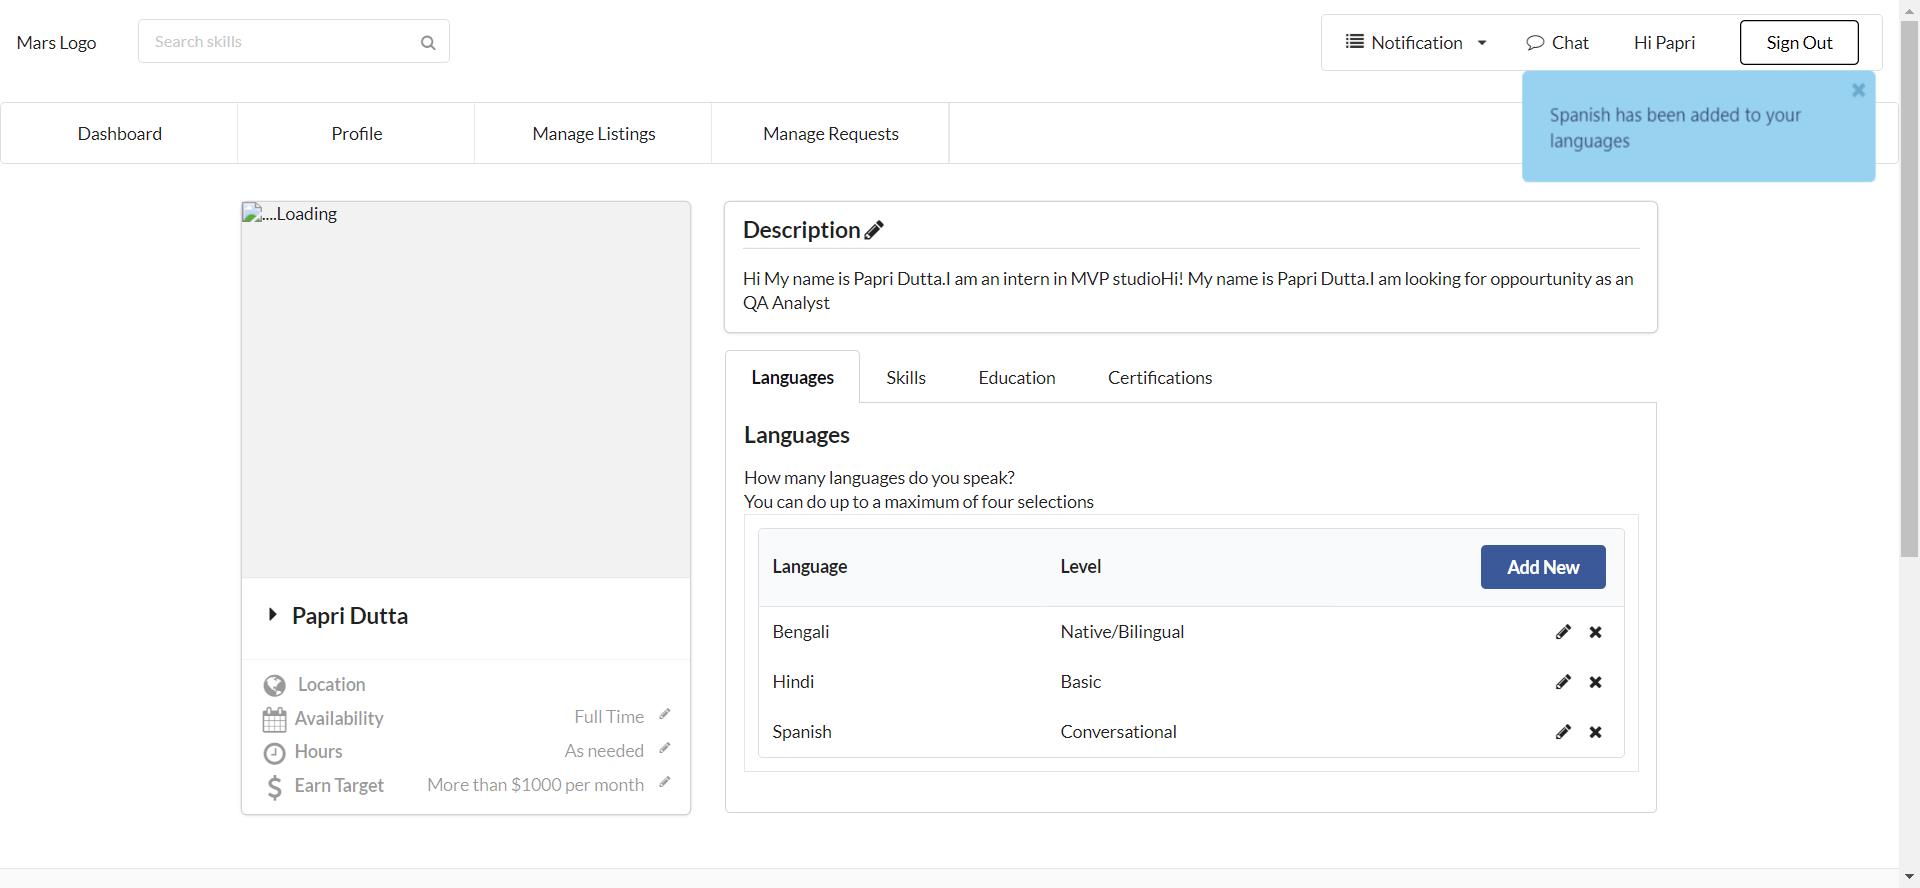 Mars Logo
Search skills
Notification
Chat
Hi Papri
Sign Out
Spanish has been added to your
languages
Dashboard
Profile
Manage Listings
Manage Requests
....Loading
Papri Dutta
Location
Availability
Full Time
Hours
As needed
Earn Target
More than $1000 per month
Description
Hi My name is Papri Dutta.I am an intern in MVP studioHi! My name is Papri Dutta.I am looking for oppourtunity as an
QA Analyst
Languages
Skills
Education
Certifications
Languages
How many languages do you speak?
You can do up to a maximum of four selections
Language
Level
Add New
Bengali
Native/Bilingual
Hindi
Basic
Spanish
Conversational